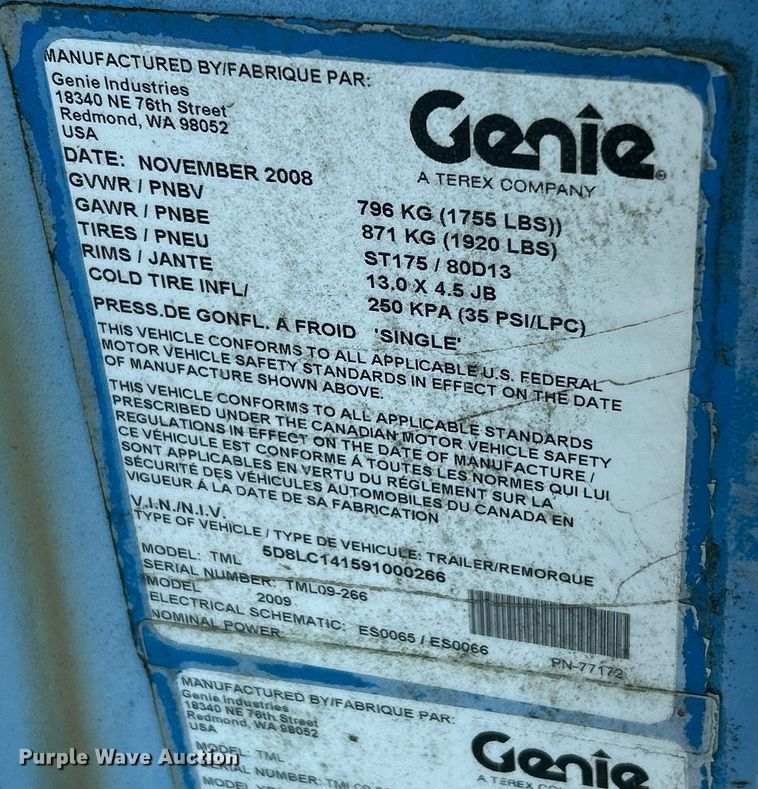 MANUFACTURED BY/FABRIQUE PAR:
Genie Industries
18340 NE 76th Street
Redmond, WA 98052
USA
Genie®
A TEREX COMPANY
DATE: NOVEMBER 2008
GVWR / PNBV 796 KG (1755 LBS))
GAWR / PNBE 871 KG (1920 LBS)
TIRES / PNEU ST175 / 80D13
RIMS / JANTE 13.0 X 4.5 JB
COLD TIRE INFL/ 250 KPA (35 PSI/LPC)
PRESS.DE GONFL. A FROID 'SINGLE'
THIS VEHICLE CONFORMS TO ALL APPLICABLE U.S. FEDERAL
MOTOR VEHICLE SAFETY STANDARDS IN EFFECT ON THE DATE
OF MANUFACTURE SHOWN ABOVE.
THIS VEHICLE CONFORMS TO ALL APPLICABLE STANDARDS
PRESCRIBED UNDER THE CANADIAN MOTOR VEHICLE SAFETY
REGULATIONS IN EFFECT ON THE DATE OF MANUFACTURE /
CE VÉHICULE EST CONFORME À TOUTES LES NORMES QUI LUI
SONT APPLICABLES EN VERTU DU RÉGLEMENT SUR LA
SÉCURITÉ DES VÉHICULES AUTOMOBILES DU CANADA EN
VIGUEUR Á LA DATE DE SA FABRICATION
V.I.N./N.I.V.
TYPE OF VEHICLE / TYPE DE VEHICULE: TRAILER/REMORQUE
5D8LC141591000266
MODEL: TML
SERIAL NUMBER: TML09-266
MODEL 2009
ELECTRICAL SCHEMATIC: ES0065 / ES0066
NOMINAL POWER:
PN-77172
MANUFACTURED BY/FABRIQUE PAR:
Genie Industries
18340 NE 76th Street
Redmond, WA 98052
USA
Genie
A TEREX
MODEL: TML
SERIAL NUMBER:
MODEL
Purple Wave Auction